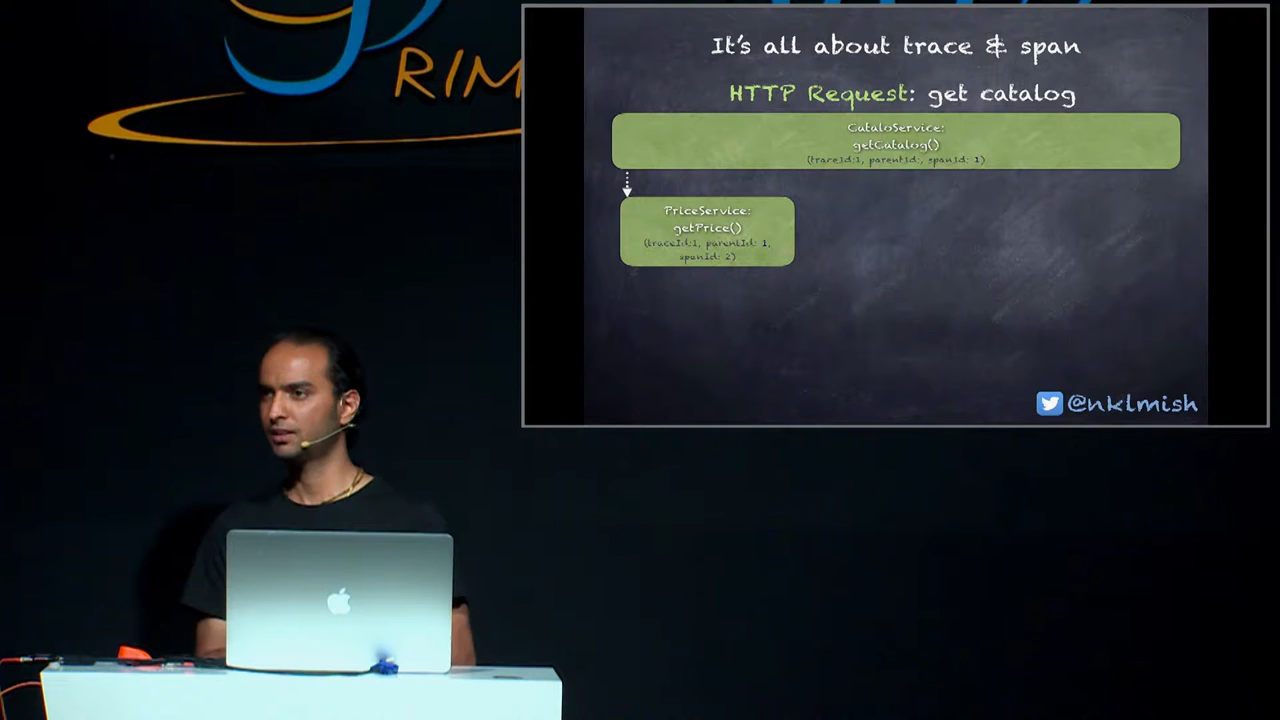 RIM
It's all about trace & span
HTTP Request: get catalog
CataloService:
getCatalog()
(traceId:1, parentId:, spanId: 1)
PriceService:
getPrice()
(traceId:1, parentId: 1,
spanId: 2)
@nklmish